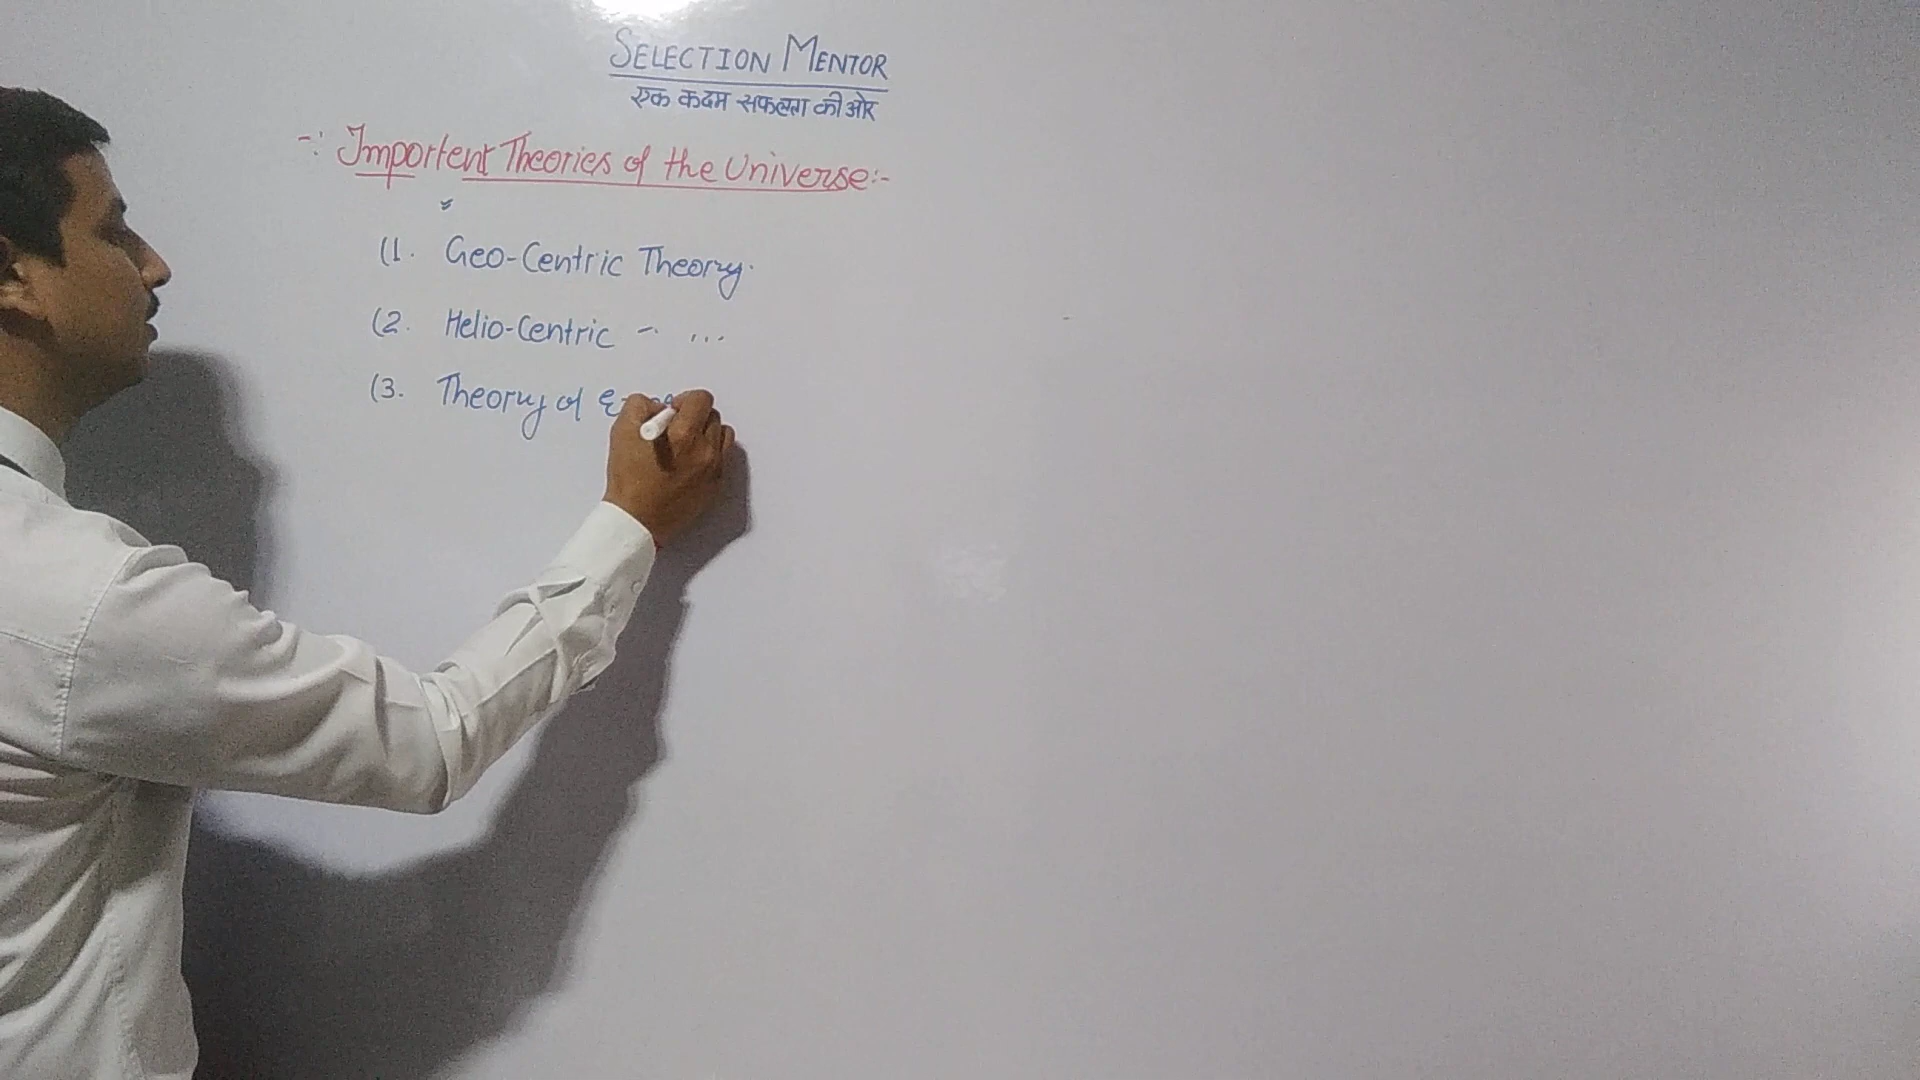 SELECTION MENTOR
एक कदम सफलता की ओर
-: Importent Theories of the Universe:-
(1. Geo-Centric Theory.
(2. Helio-Centric - ...
(3. Theory of